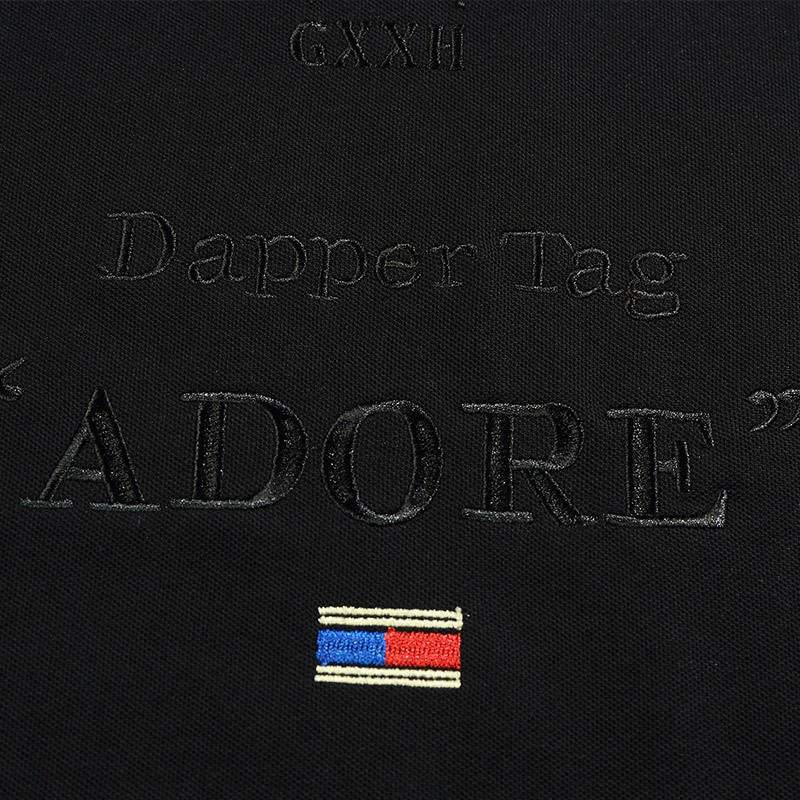 GXXH
Dapper Tag
“ADORE”